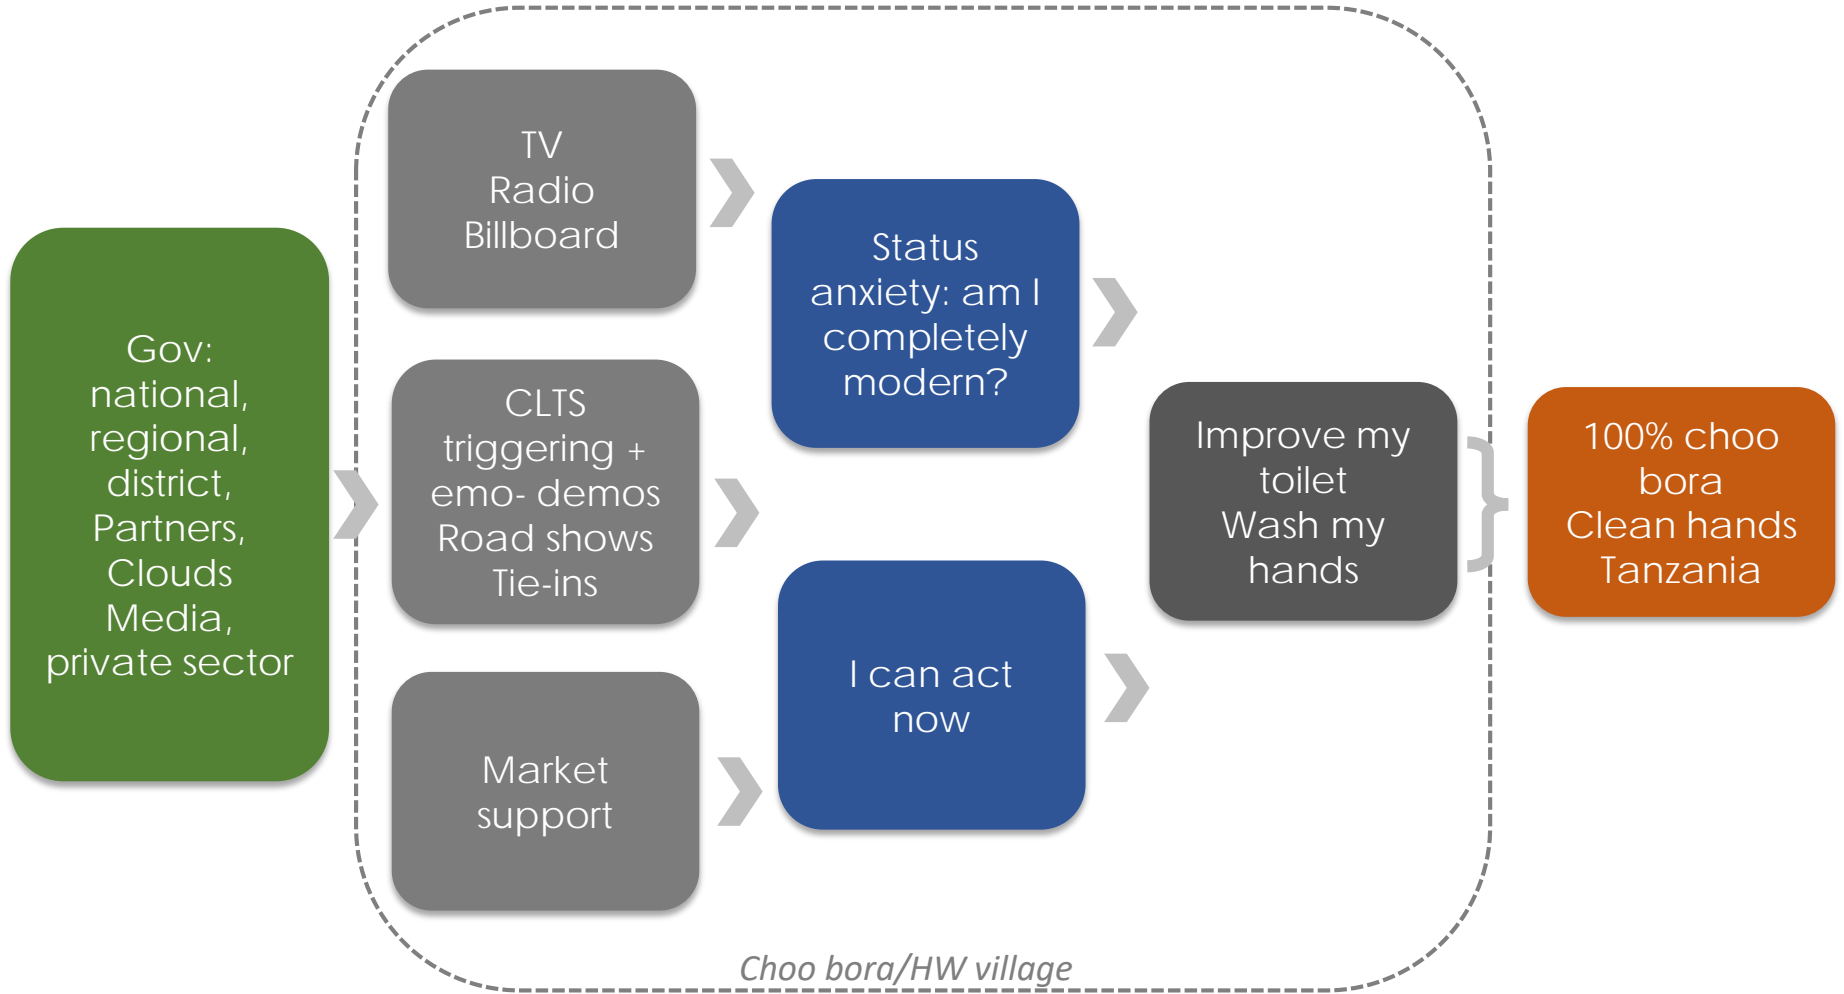 Gov:
national,
regional,
district,
Partners,
Clouds
Media,
private sector
TV
Radio
Billboard
CLTS
triggering +
emo- demos
Road shows
Tie-ins
Market
support
Status
anxiety: am I
completely
modern?
I can act
now
Improve my
toilet
Wash my
hands
100% choo
bora
Clean hands
Tanzania
Choo bora/HW village